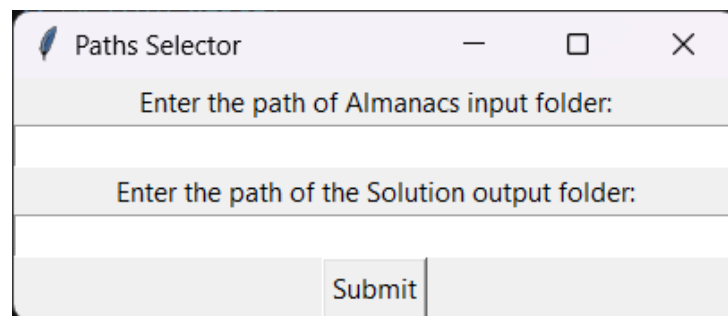 Paths Selector
Enter the path of Almanacs input folder:
Enter the path of the Solution output folder:
Submit